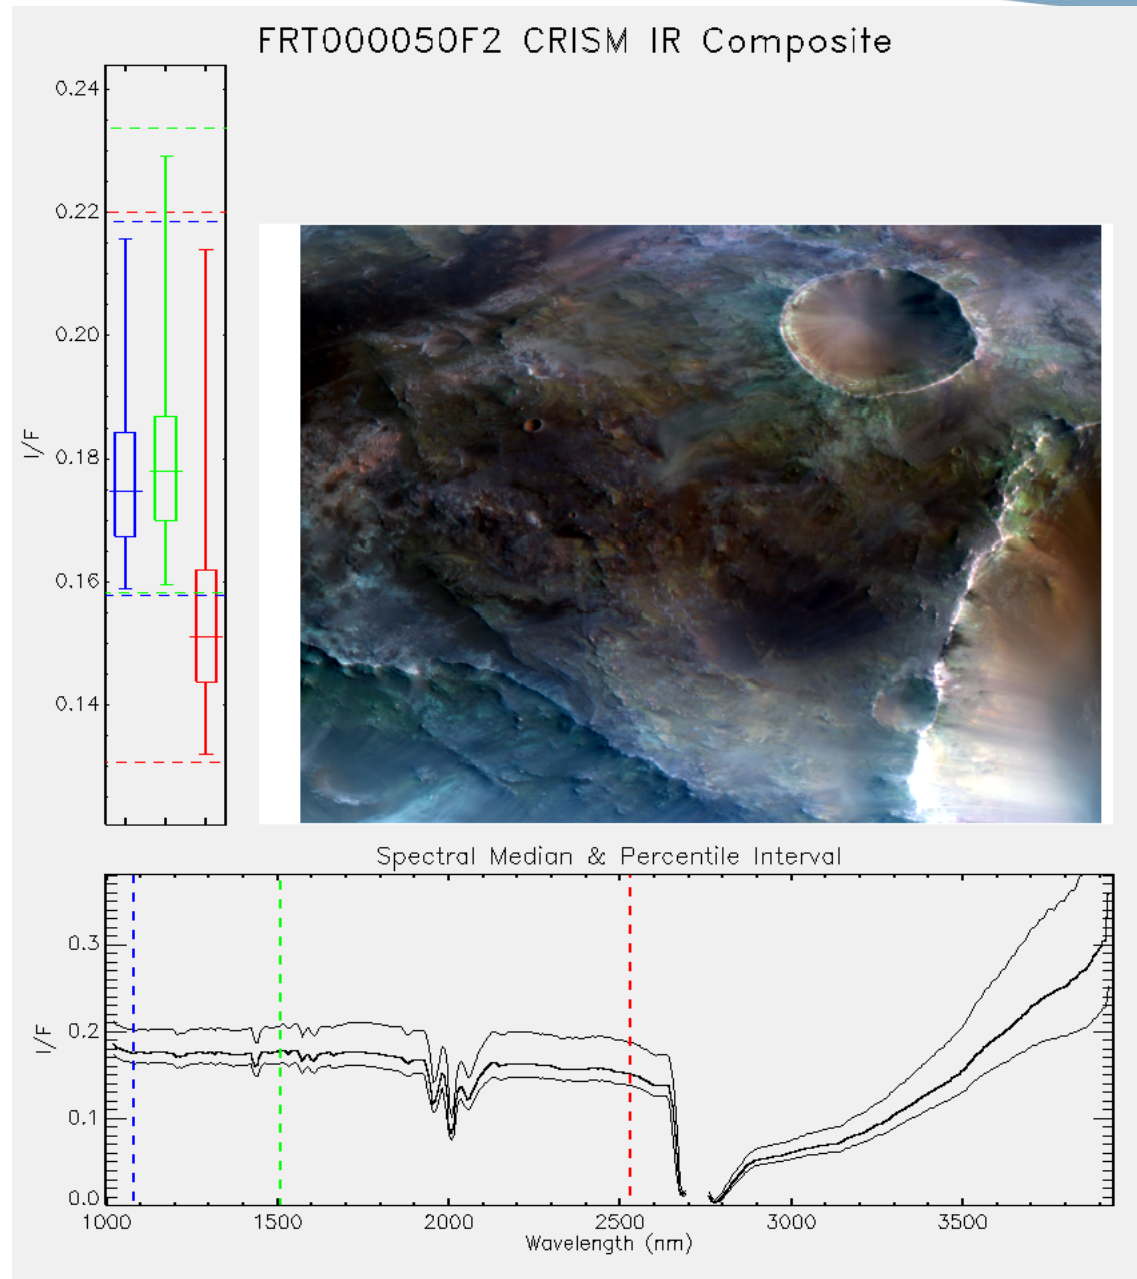 FRT000050F2 CRISM IR Composite
0.24
0.22
0.20
0.18
0.16
0.14
I/F
Spectral Median & Percentile Interval
0.3
0.2
0.1
0.0
I/F
1000 1500 2000 2500 3000 3500
Wavelength (nm)